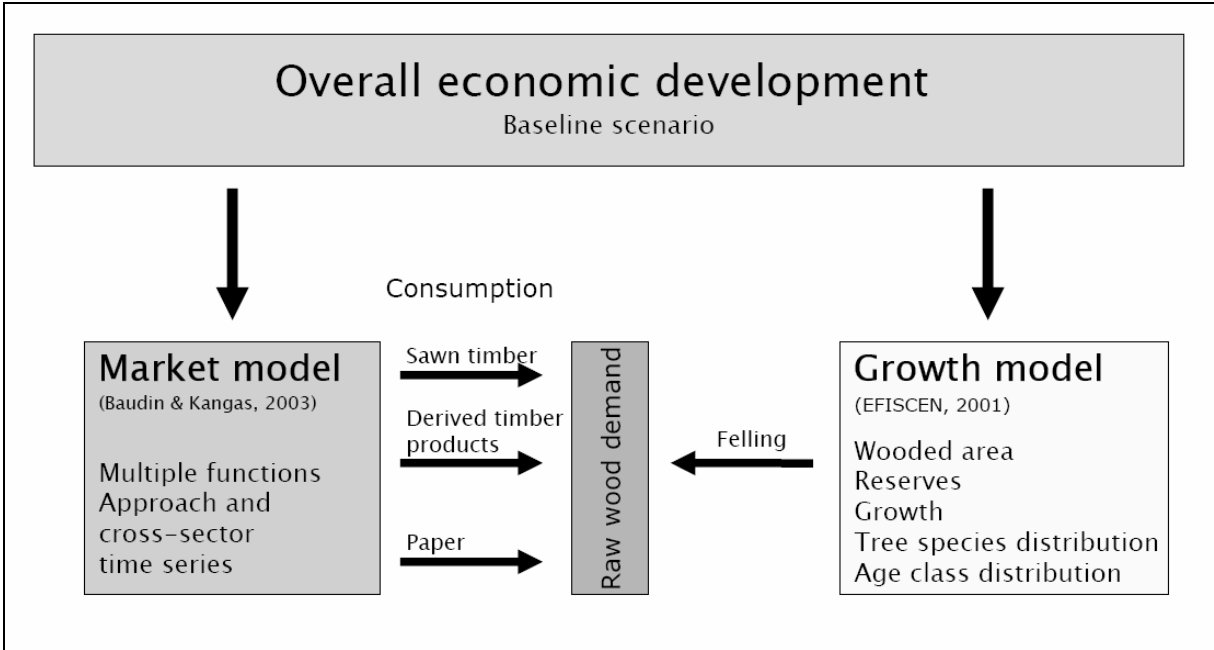 Overall economic development
Baseline scenario
Consumption
Market model
(Baudin & Kangas, 2003)
Multiple functions
Approach and
cross-sector
time series
Sawn timber
Derived timber
products
Paper
Raw wood demand
Felling
Growth model
(EFISCEN, 2001)
Wooded area
Reserves
Growth
Tree species distribution
Age class distribution